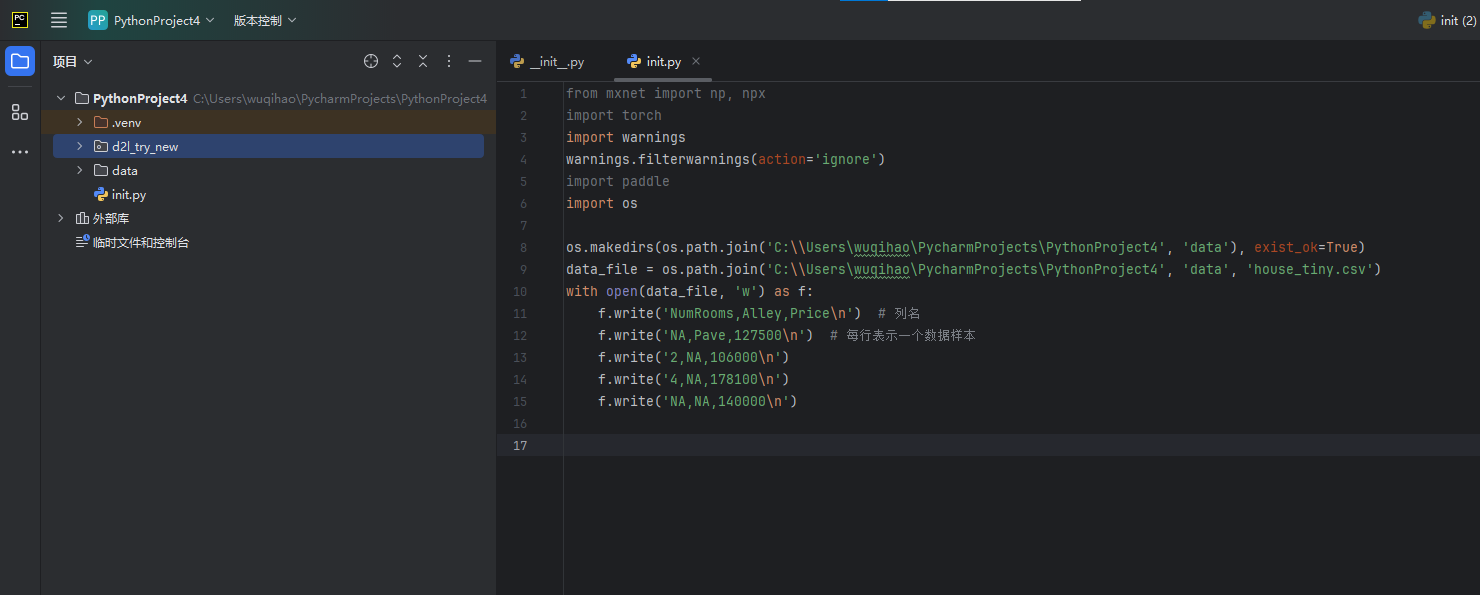 PC
PP PythonProject4 版本控制
init (2)
项目
PythonProject4 C:\Users\wuqihao\PycharmProjects\PythonProject4
.venv
d2l_try_new
data
init.py
外部库
临时文件和控制台
__init__.py init.py
1 from mxnet import np, npx
2 import torch
3 import warnings
4 warnings.filterwarnings(action='ignore')
5 import paddle
6 import os
7
8 os.makedirs(os.path.join('C:\\Users\wuqihao\PycharmProjects\PythonProject4', 'data'), exist_ok=True)
9 data_file = os.path.join('C:\\Users\wuqihao\PycharmProjects\PythonProject4', 'data', 'house_tiny.csv')
10 with open(data_file, 'w') as f:
11 f.write('NumRooms,Alley,Price\n') # 列名
12 f.write('NA,Pave,127500\n') # 每行表示一个数据样本
13 f.write('2,NA,106000\n')
14 f.write('4,NA,178100\n')
15 f.write('NA,NA,140000\n')
16
17